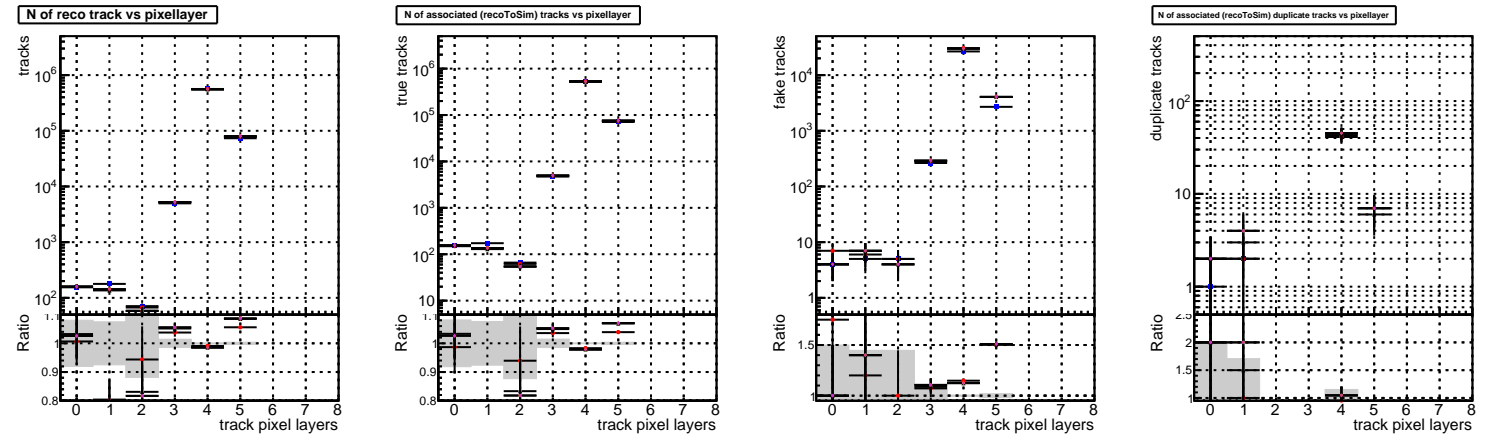 N of reco track vs pixellayer
tracks
10^6
10^5
10^4
10^3
10^2
Ratio
1.1
1
0.9
0.8
0 1 2 3 4 5 6 7 8
track pixel layers
N of associated (recoToSim) tracks vs pixellayer
true tracks
10^6
10^5
10^4
10^3
10^2
10
Ratio
1.1
1
0.9
0.8
0 1 2 3 4 5 6 7 8
track pixel layers
fake tracks
10^4
10^3
10^2
10
1
Ratio
1.5
1
0 1 2 3 4 5 6 7 8
track pixel layers
N of associated (recoToSim) duplicate tracks vs pixellayer
duplicate tracks
10^2
10
1
Ratio
2.5
2
1.5
1
0 1 2 3 4 5 6 7 8
track pixel layers